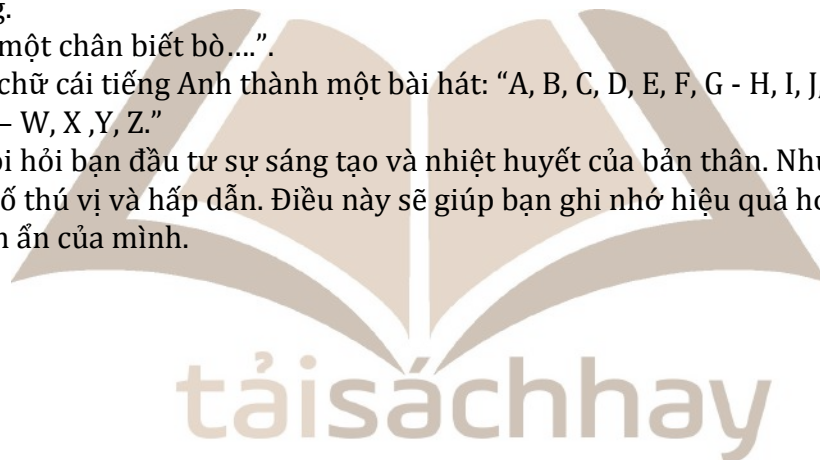 một chân biết bò….”.
chữ cái tiếng Anh thành một bài hát: “A, B, C, D, E, F, G - H, I, J,
– W, X ,Y, Z.”
hỏi bạn đầu tư sự sáng tạo và nhiệt huyết của bản thân.
thú vị và hấp dẫn. Điều này sẽ giúp bạn ghi nhớ hiệu quả
ẩn của mình.
tảisáchhay